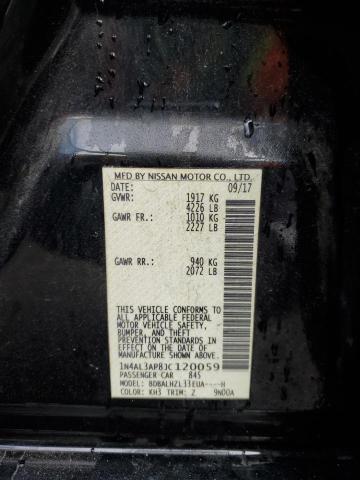 MFD BY NISSAN MOTOR CO., LTD.
DATE: 09/17
GVWR: 1917 KG
4226 LB
GAWR FR: 1010 KG
2227 LB
GAWR RR.: 940 KG
2072 LB
THIS VEHICLE CONFORMS TO
ALL APPLICABLE FEDERAL
MOTOR VEHICLE SAFETY,
BUMPER, AND THEFT
PREVENTION STANDARDS
IN EFFECT ON THE DATE OF
MANUFACTURE SHOWN ABOVE.
1N4AL3AP8JC120059
PASSENGER CAR 845
MODEL: BDBALHZL33EUA----H
COLOR: KH3 TRIM: Z 9N00A